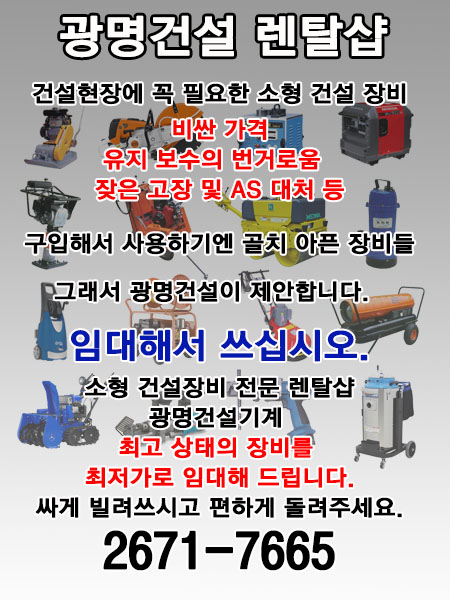 광명건설 렌탈샵
건설현장에 꼭 필요한 소형 건설 장비
비싼 가격
유지 보수의 번거로움
잦은 고장 및 AS 대처 등
구입해서 사용하기엔 골치 아픈 장비들
그래서 광명건설이 제안합니다.
임대해서 쓰십시오.
소형 건설장비 전문 렌탈샵
광명건설기계
최고 상태의 장비를
최저가로 임대해 드립니다.
싸게 빌려쓰시고 편하게 돌려주세요.
2671-7665